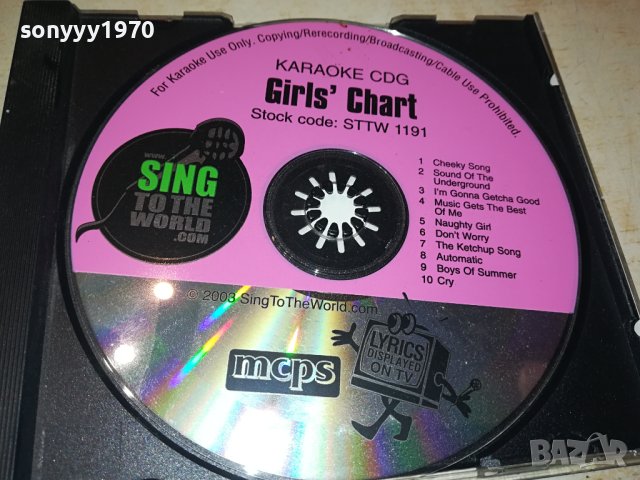 sonyyy1970
For Karaoke Use Only. Copying/Rerecording/Broadcasting/Cable Use Prohibited.
KARAOKE CDG
Girls' Chart
Stock code: STTW 1191
www.
SING
TO THE
WORLD
.COM
1 Cheeky Song
2 Sound Of The
Underground
3 I'm Gonna Getcha Good
4 Music Gets The Best
Of Me
5 Naughty Girl
6 Don't Worry
7 The Ketchup Song
8 Automatic
9 Boys Of Summer
10 Cry
© 2003 SingToTheWorld.com
LYRICS
DISPLAYED
ON TV
mcps
BAZAR